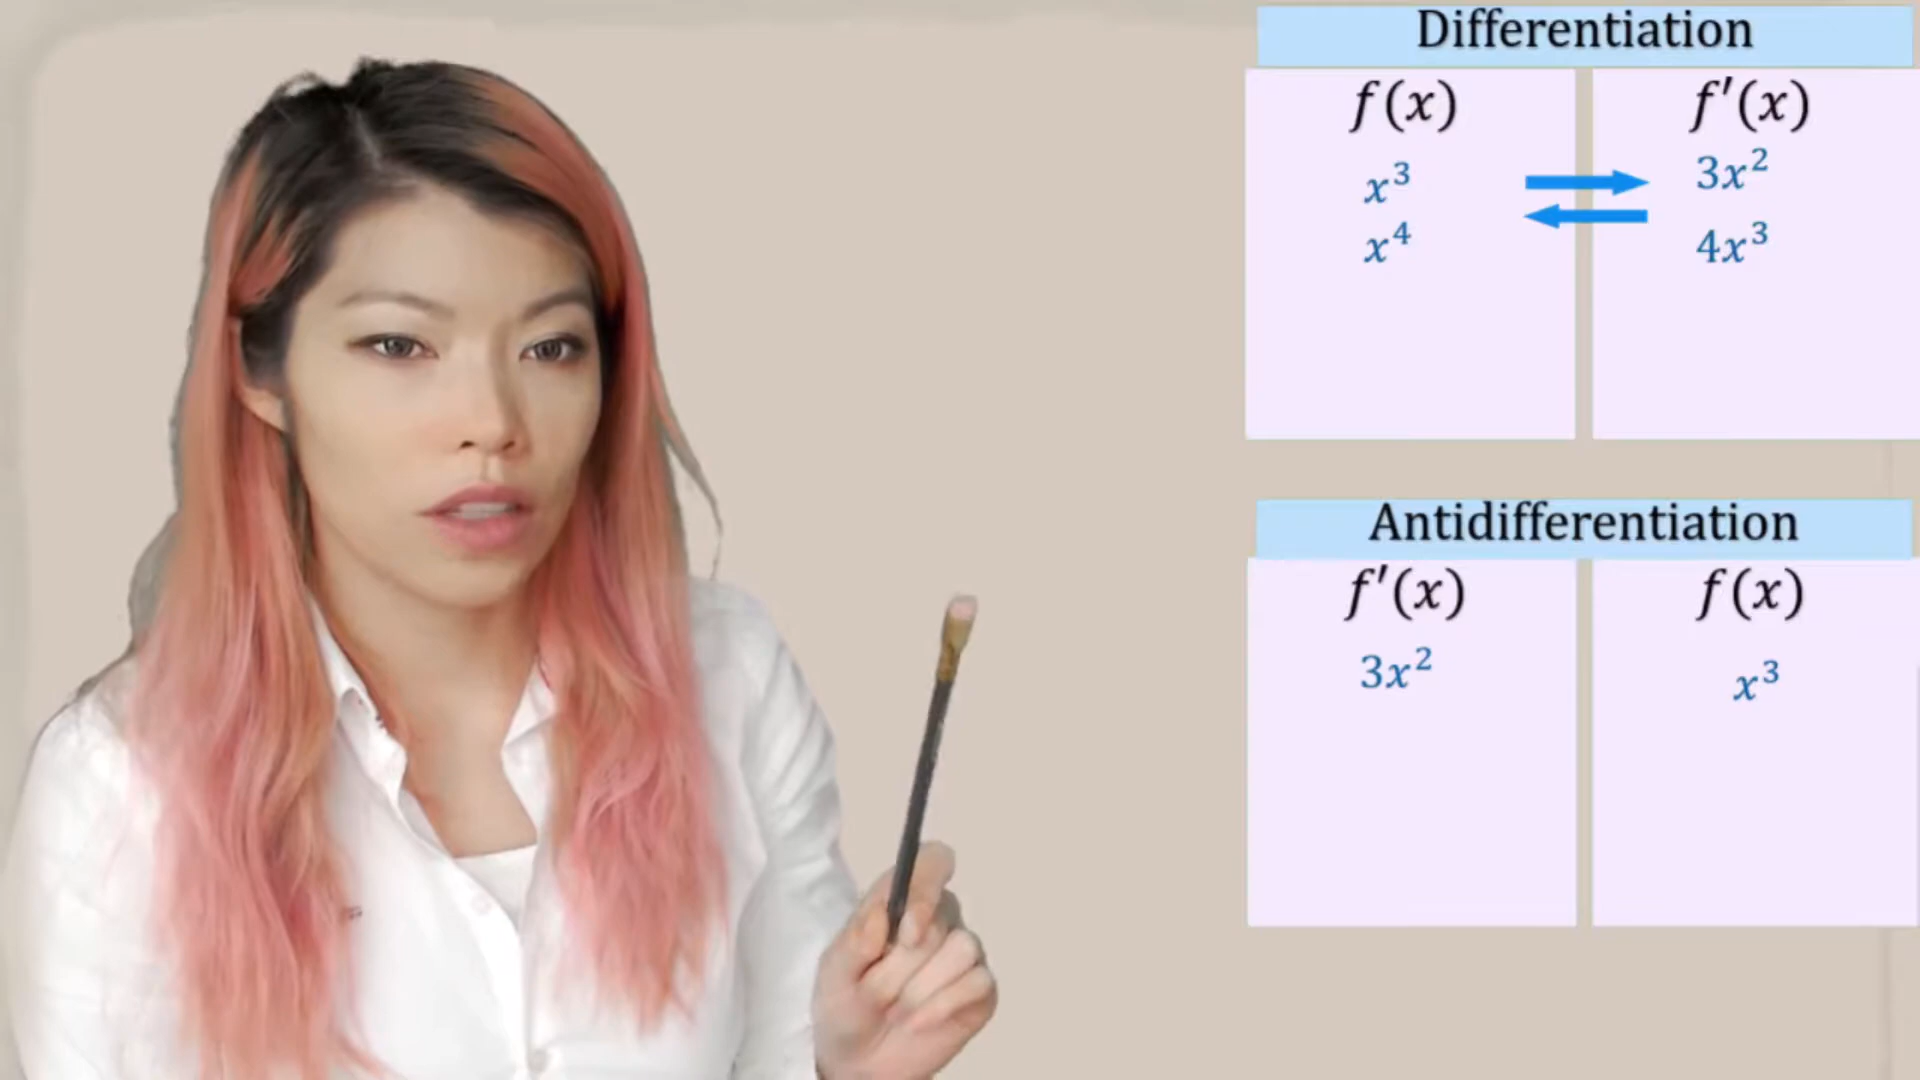 Differentiation
f(x) f′(x)
x³ 3x²
x⁴ 4x³
Antidifferentiation
f′(x) f(x)
3x² x³